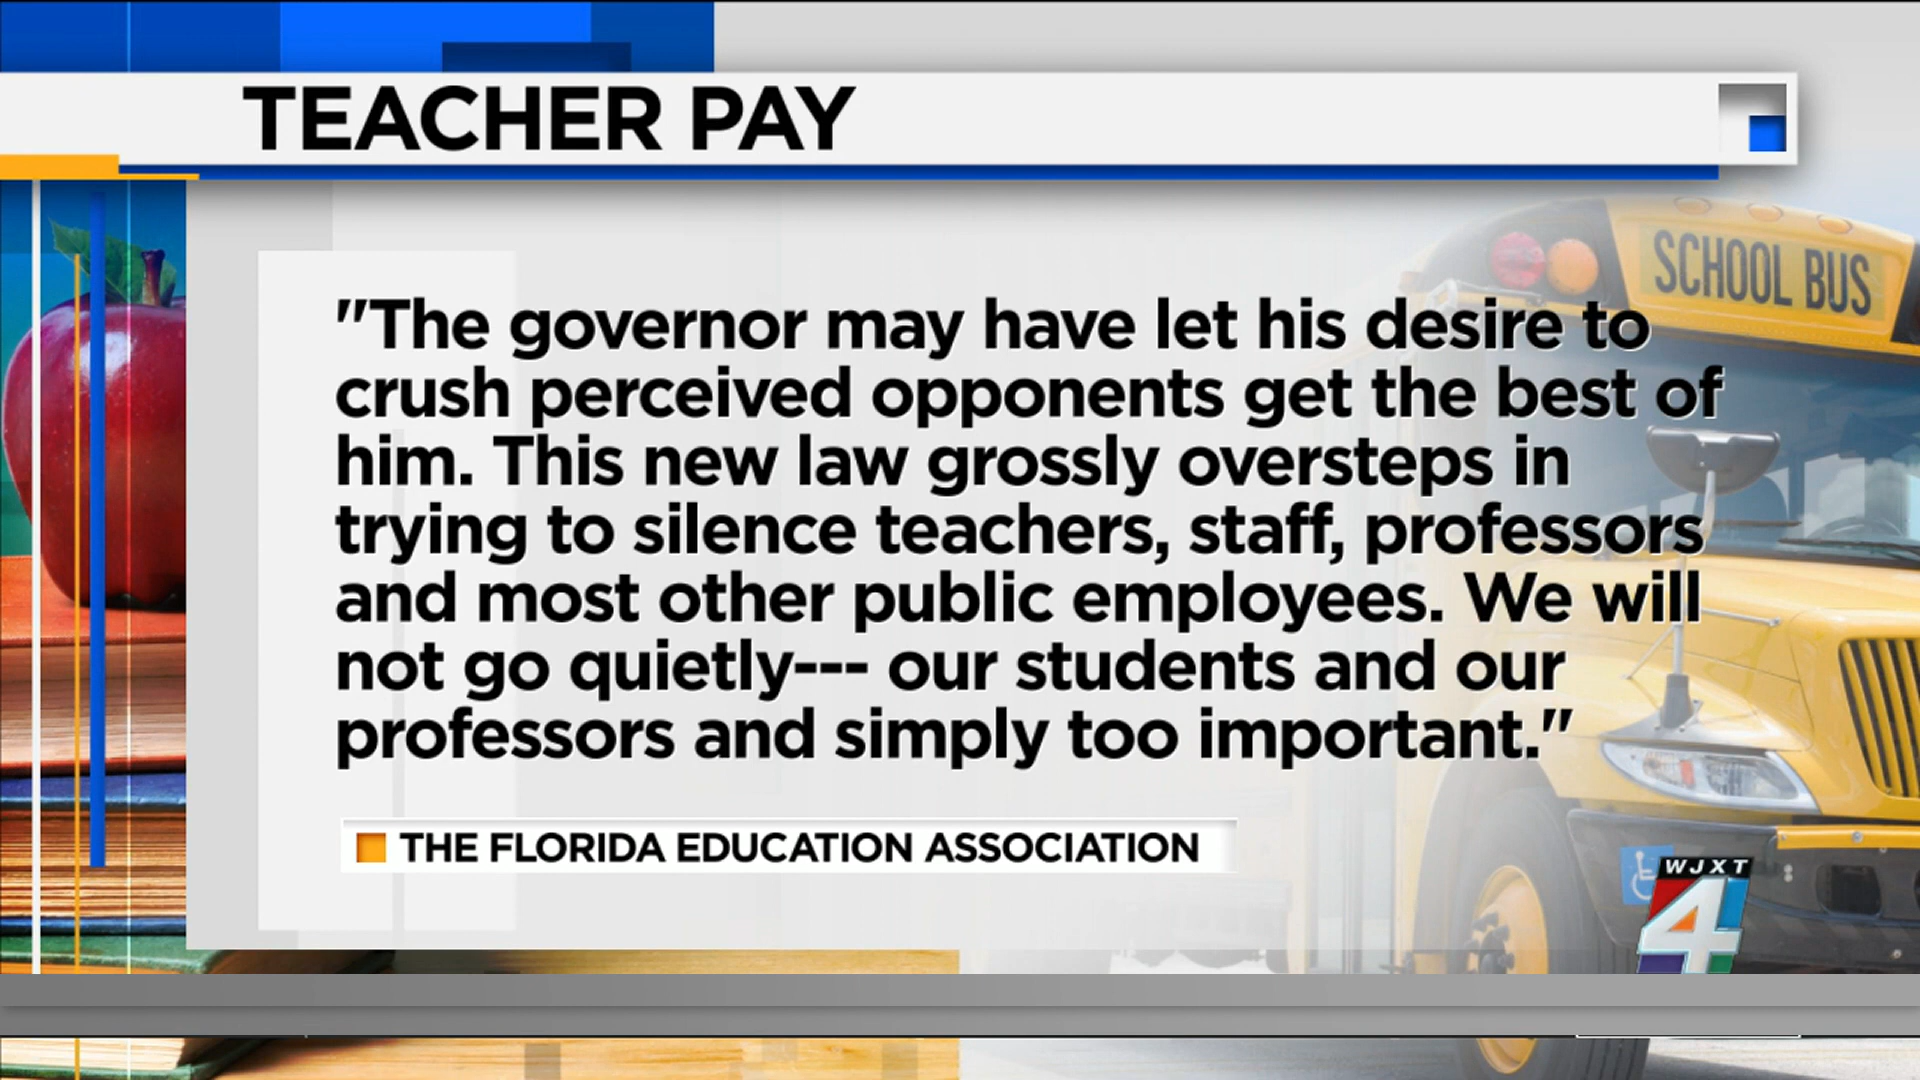 TEACHER PAY
SCHOOL BUS
"The governor may have let his desire to
crush perceived opponents get the best of
him. This new law grossly oversteps in
trying to silence teachers, staff, professors
and most other public employees. We will
not go quietly--- our students and our
professors and simply too important."
THE FLORIDA EDUCATION ASSOCIATION
WJXT
4